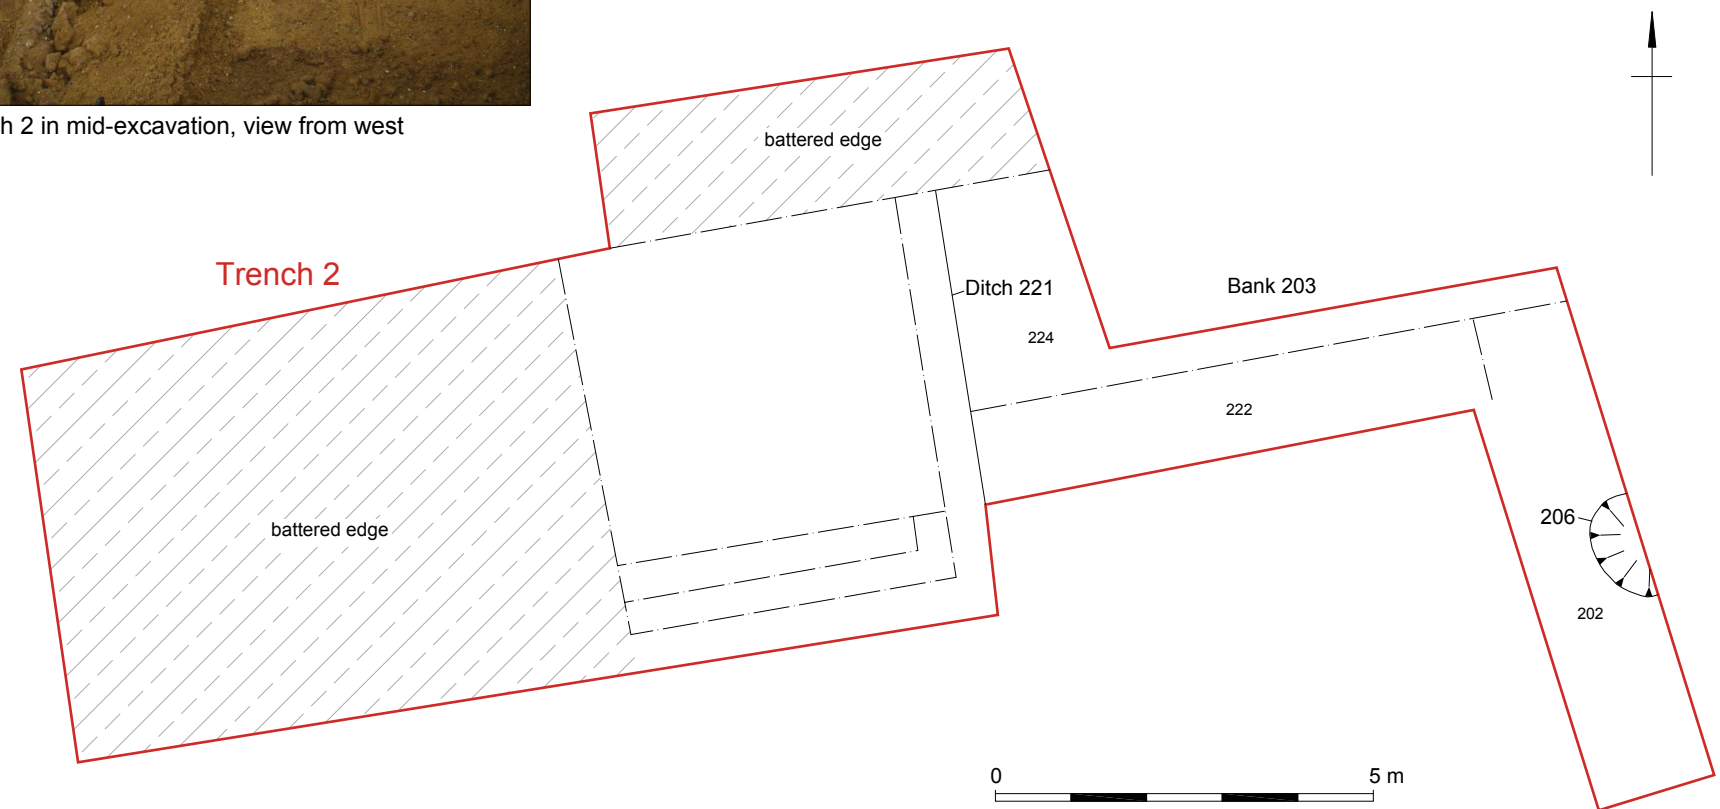 h 2 in mid-excavation, view from west
battered edge
Trench 2
Ditch 221
Bank 203
224
222
battered edge
206
202
0 5 m